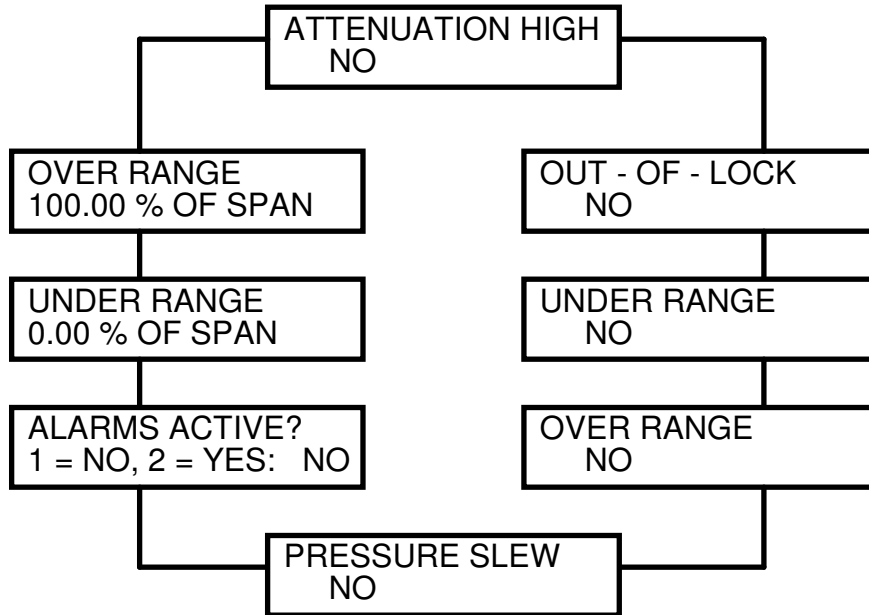 ATTENUATION HIGH
NO
OVER RANGE
100.00 % OF SPAN
OUT - OF - LOCK
NO
UNDER RANGE
0.00 % OF SPAN
UNDER RANGE
NO
ALARMS ACTIVE?
1 = NO, 2 = YES: NO
OVER RANGE
NO
PRESSURE SLEW
NO